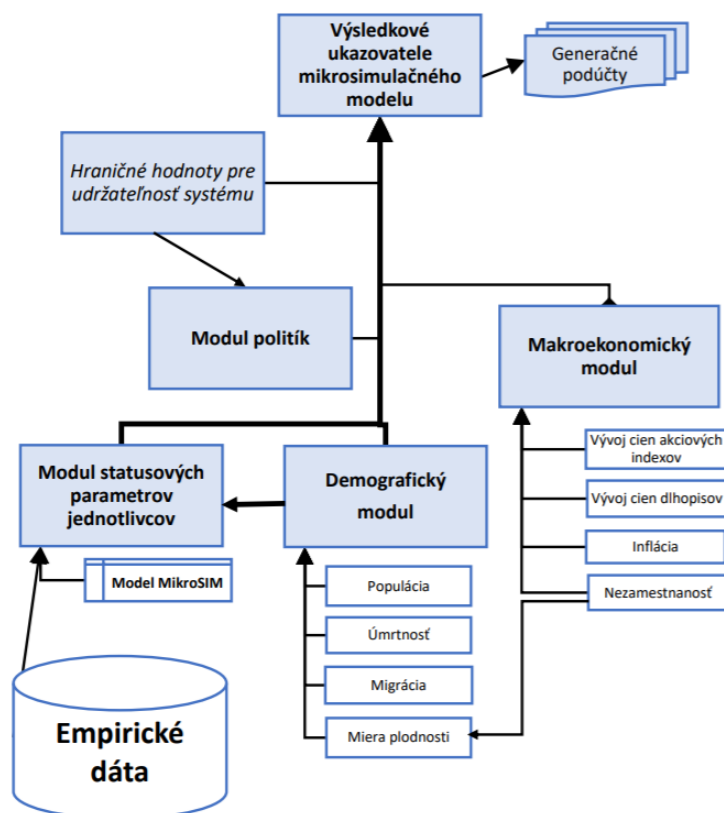 Výsledkové
ukazovatele
mikrosimulačného
modelu
Generačné
podúčty
Hraničné hodnoty pre
udržateľnosť systému
Modul politík
Makroekonomický
modul
Modul statusových
parametrov
jednotlivcov
Demografický
modul
Vývoj cien akciových
indexov
Vývoj cien dlhopisov
Inflácia
Nezamestnanosť
Model MikroSIM
Populácia
Úmrtnosť
Migrácia
Miera plodnosti
Empirické
dáta